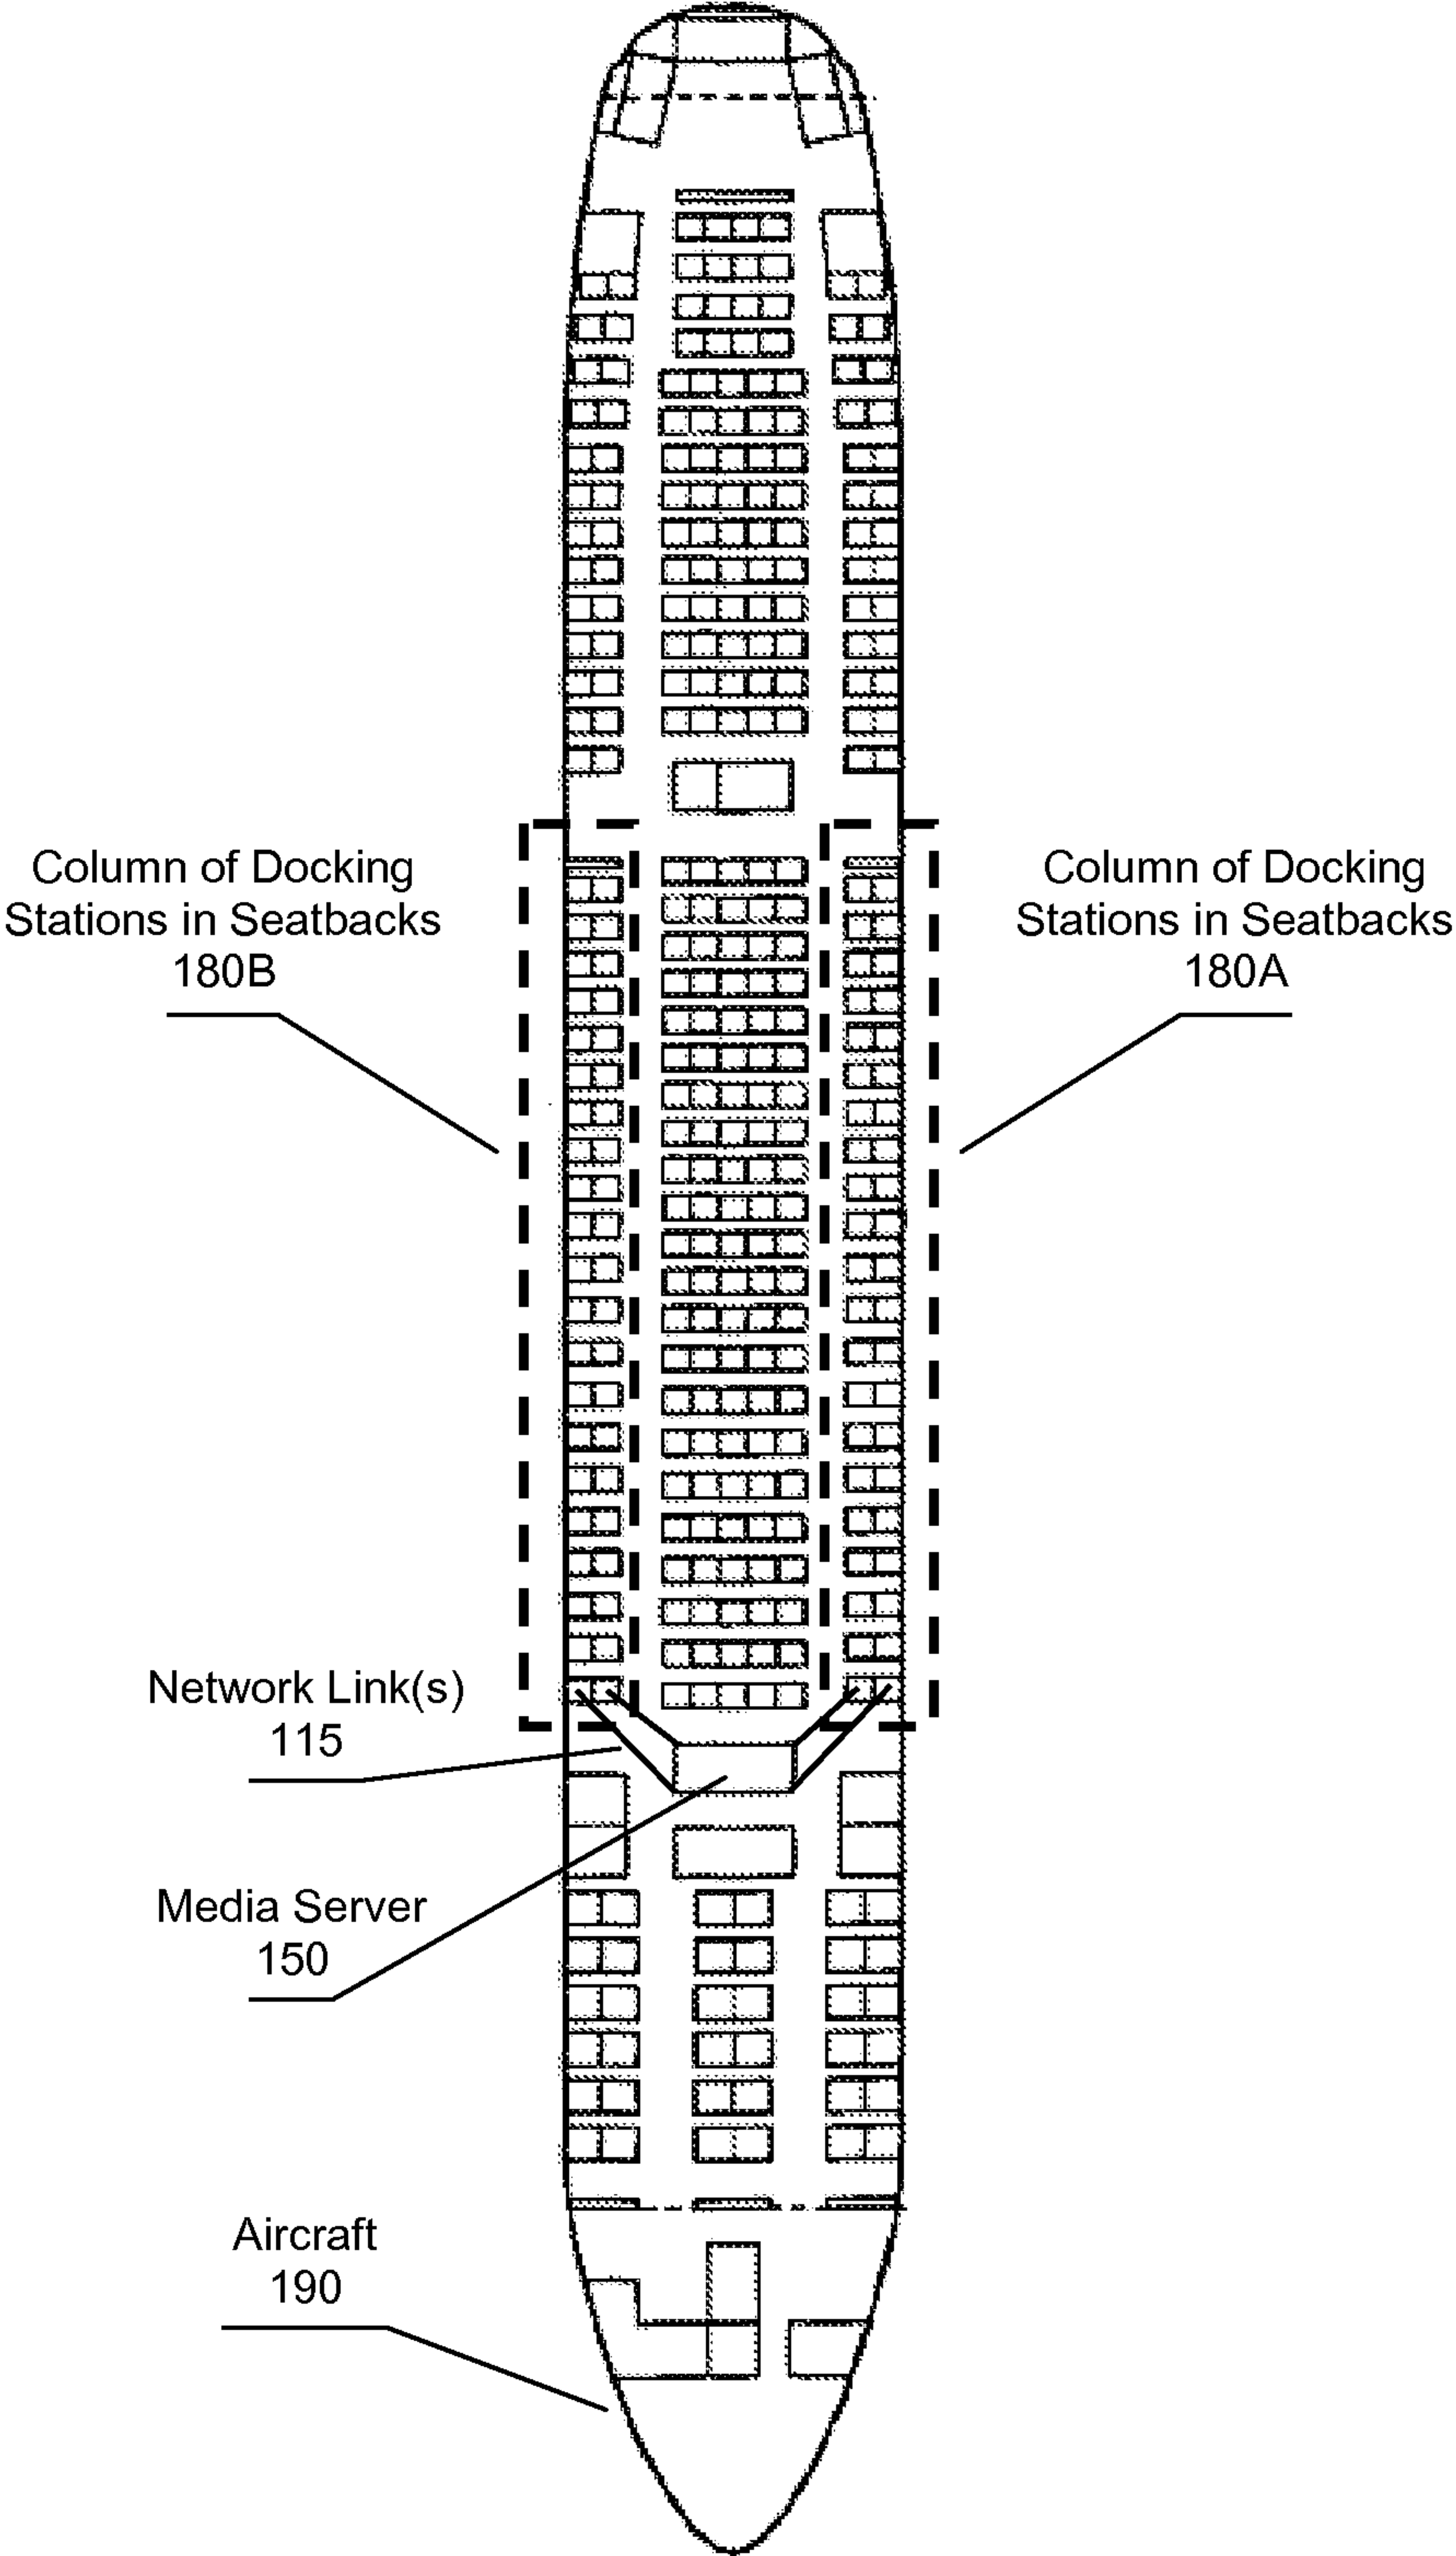 Column of Docking
Stations in Seatbacks
180B
Column of Docking
Stations in Seatbacks
180A
Network Link(s)
115
Media Server
150
Aircraft
190